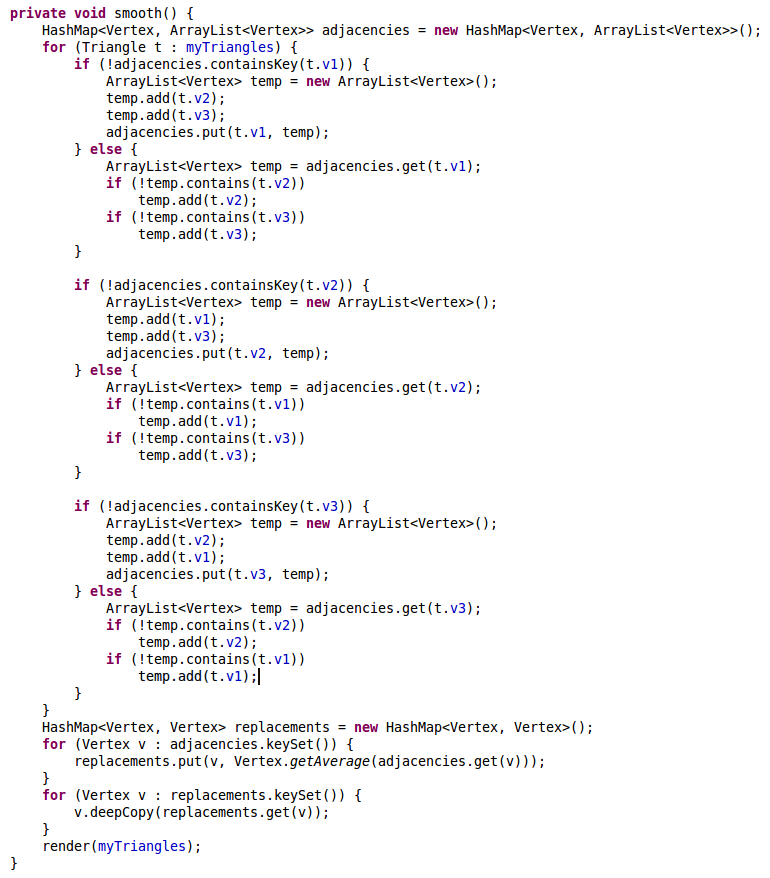 private void smooth() {
    HashMap<Vertex, ArrayList<Vertex>> adjacencies = new HashMap<Vertex, ArrayList<Vertex>>();
    for (Triangle t : myTriangles) {
        if (!adjacencies.containsKey(t.v1)) {
            ArrayList<Vertex> temp = new ArrayList<Vertex>();
            temp.add(t.v2);
            temp.add(t.v3);
            adjacencies.put(t.v1, temp);
        } else {
            ArrayList<Vertex> temp = adjacencies.get(t.v1);
            if (!temp.contains(t.v2))
                temp.add(t.v2);
            if (!temp.contains(t.v3))
                temp.add(t.v3);
        }

        if (!adjacencies.containsKey(t.v2)) {
            ArrayList<Vertex> temp = new ArrayList<Vertex>();
            temp.add(t.v1);
            temp.add(t.v3);
            adjacencies.put(t.v2, temp);
        } else {
            ArrayList<Vertex> temp = adjacencies.get(t.v2);
            if (!temp.contains(t.v1))
                temp.add(t.v1);
            if (!temp.contains(t.v3))
                temp.add(t.v3);
        }

        if (!adjacencies.containsKey(t.v3)) {
            ArrayList<Vertex> temp = new ArrayList<Vertex>();
            temp.add(t.v2);
            temp.add(t.v1);
            adjacencies.put(t.v3, temp);
        } else {
            ArrayList<Vertex> temp = adjacencies.get(t.v3);
            if (!temp.contains(t.v2))
                temp.add(t.v2);
            if (!temp.contains(t.v1))
                temp.add(t.v1);
        }
    }
    HashMap<Vertex, Vertex> replacements = new HashMap<Vertex, Vertex>();
    for (Vertex v : adjacencies.keySet()) {
        replacements.put(v, Vertex.getAverage(adjacencies.get(v)));
    }
    for (Vertex v : replacements.keySet()) {
        v.deepCopy(replacements.get(v));
    }
    render(myTriangles);
}